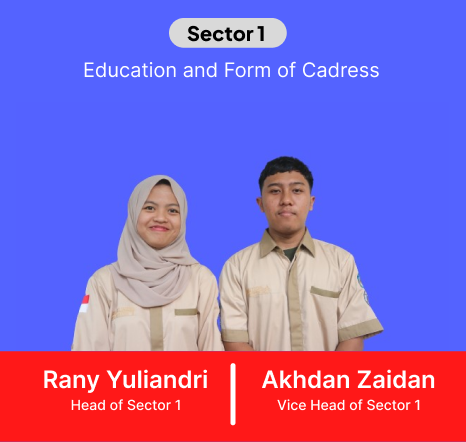 Sector 1
Education and Form of Cadress
Rany Yuliandri
Head of Sector 1
Akhdan Zaidan
Vice Head of Sector 1